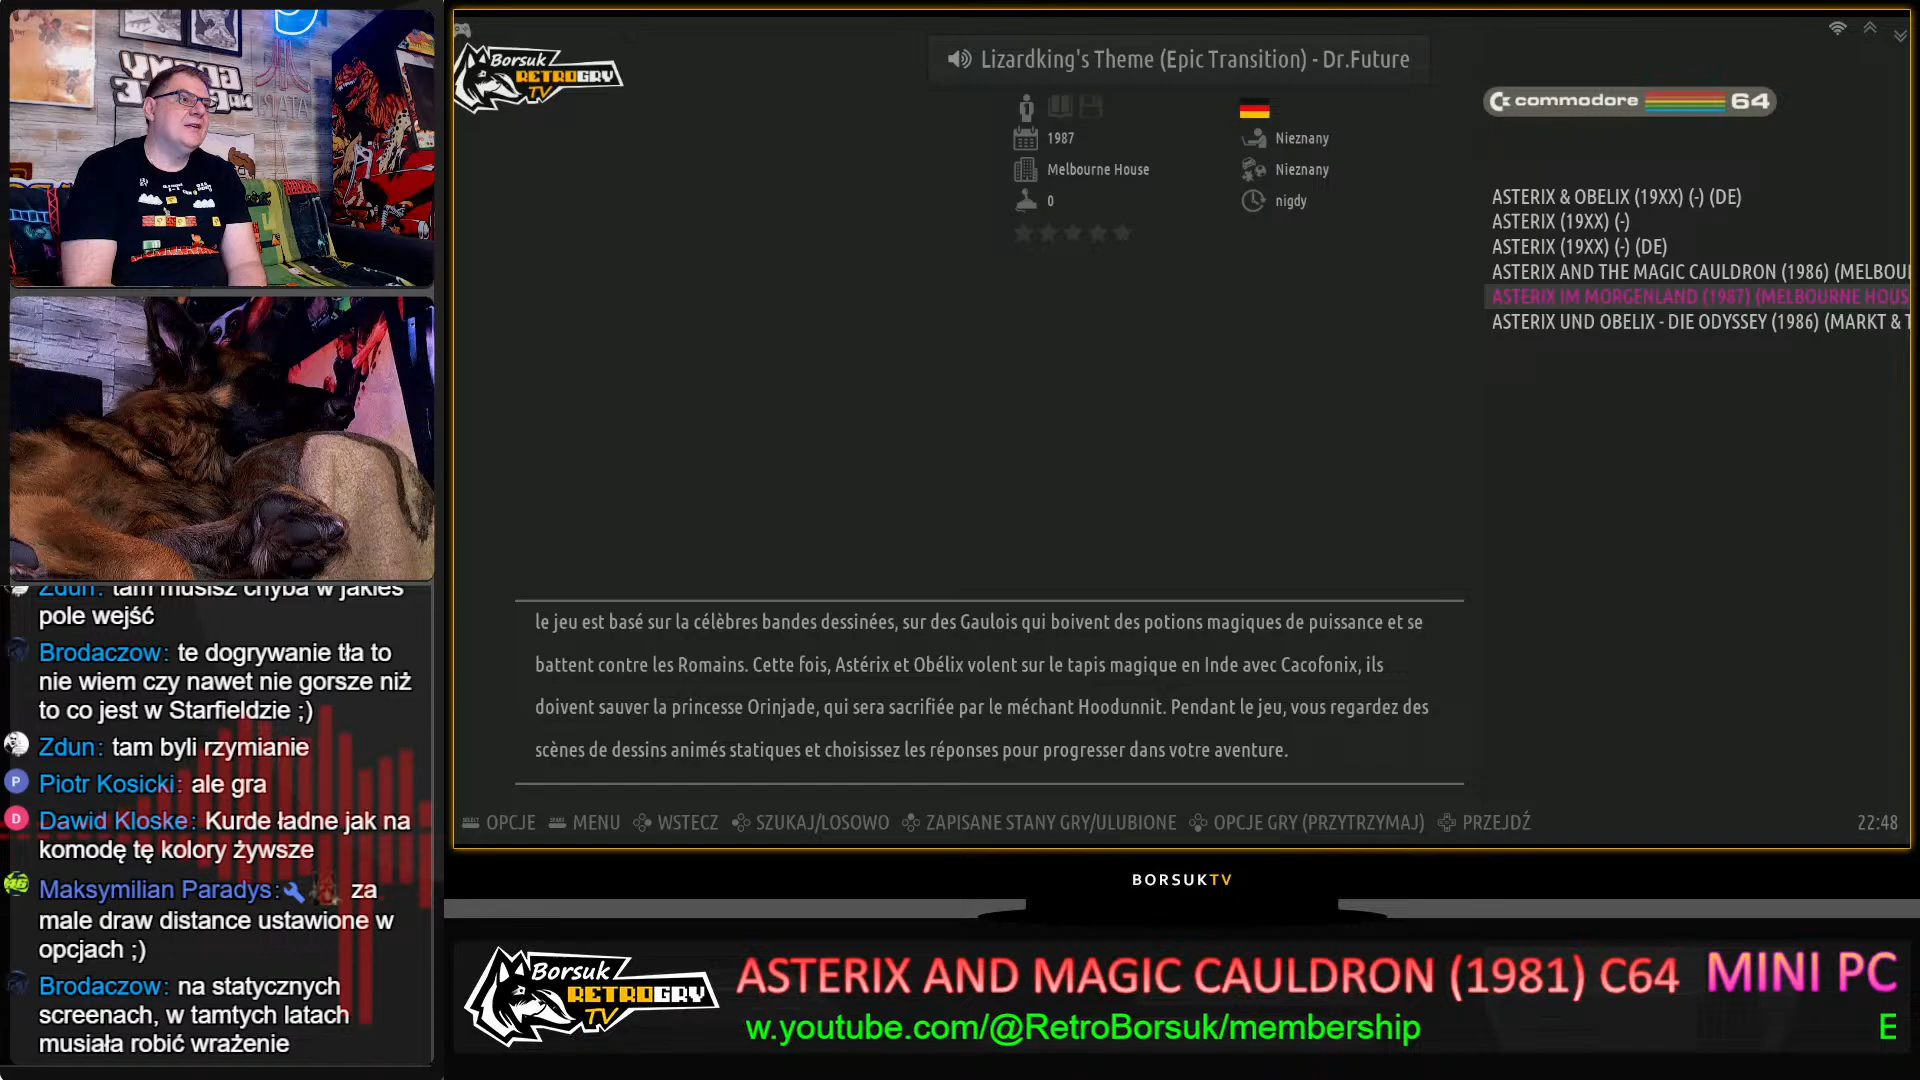 Zdun: tam musisz chyba w jakieś
pole wejść
Brodaczow: te dogrywanie tła to
nie wiem czy nawet nie gorsze niż
to co jest w Starfieldzie ;)
Zdun: tam byli rzymianie
P Piotr Kosicki: ale gra
D Dawid Kloske: Kurde ładne jak na
komodę tę kolory żywsze
46 Maksymilian Paradys: za
male draw distance ustawione w
opcjach ;)
Brodaczow: na statycznych
screenach, w tamtych latach
musiała robić wrażenie
Borsuk
RETROGRY
TV
Lizardking's Theme (Epic Transition) - Dr.Future
1987
Nieznany
Melbourne House
Nieznany
0
nigdy
commodore 64
ASTERIX & OBELIX (19XX) (-) (DE)
ASTERIX (19XX) (-)
ASTERIX (19XX) (-) (DE)
ASTERIX AND THE MAGIC CAULDRON (1986) (MELBOU
ASTERIX IM MORGENLAND (1987) (MELBOURNE HOUS
ASTERIX UND OBELIX - DIE ODYSSEY (1986) (MARKT & T
le jeu est basé sur la célèbres bandes dessinées, sur des Gaulois qui boivent des potions magiques de puissance et se
battent contre les Romains. Cette fois, Astérix et Obélix volent sur le tapis magique en Inde avec Cacofonix, ils
doivent sauver la princesse Orinjade, qui sera sacrifiée par le méchant Hoodunnit. Pendant le jeu, vous regardez des
scènes de dessins animés statiques et choisissez les réponses pour progresser dans votre aventure.
OPCJE MENU WSTECZ SZUKAJ/LOSOWO ZAPISANE STANY GRY/ULUBIONE OPCJE GRY (PRZYTRZYMAJ) PRZEJDŹ
22:48
BORSUKTV
Borsuk
RETROGRY
TV
ASTERIX AND MAGIC CAULDRON (1981) C64 MINI PC
w.youtube.com/@RetroBorsuk/membership
E